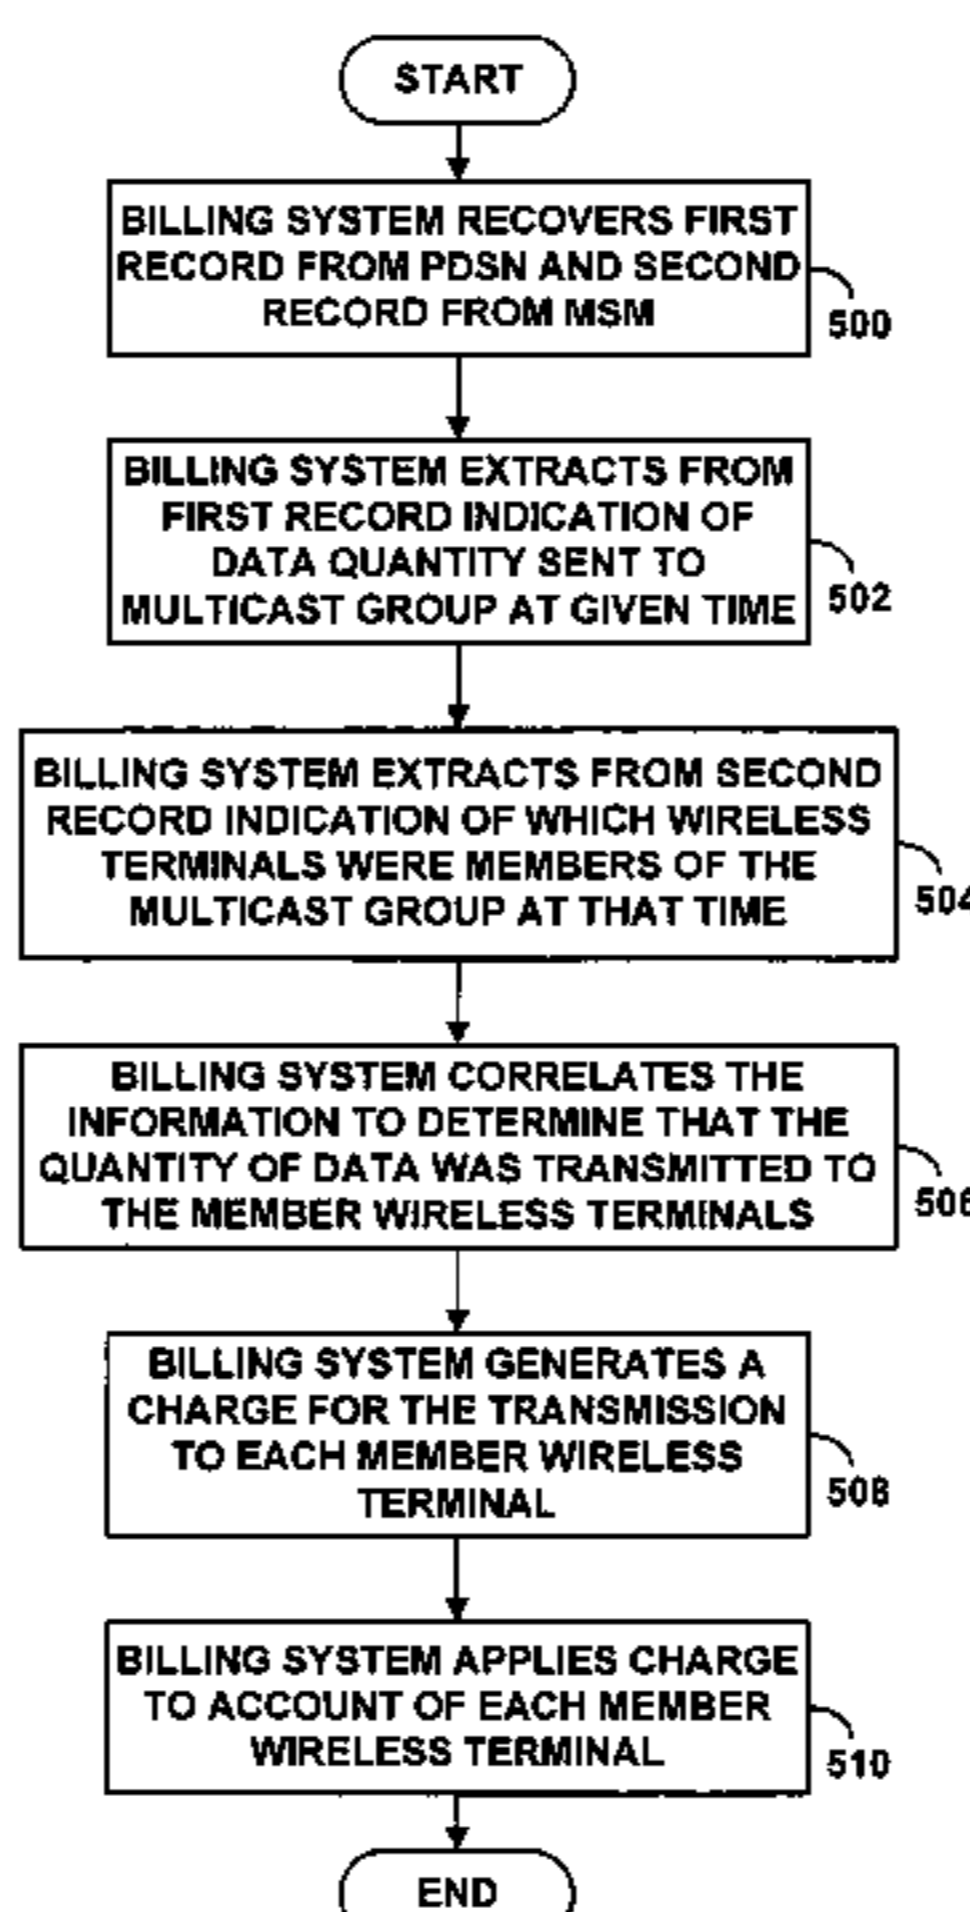 START
BILLING SYSTEM RECOVERS FIRST
RECORD FROM PDSN AND SECOND
RECORD FROM MSM
500
BILLING SYSTEM EXTRACTS FROM
FIRST RECORD INDICATION OF
DATA QUANTITY SENT TO
MULTICAST GROUP AT GIVEN TIME
502
BILLING SYSTEM EXTRACTS FROM SECOND
RECORD INDICATION OF WHICH WIRELESS
TERMINALS WERE MEMBERS OF THE
MULTICAST GROUP AT THAT TIME
504
BILLING SYSTEM CORRELATES THE
INFORMATION TO DETERMINE THAT THE
QUANTITY OF DATA WAS TRANSMITTED TO
THE MEMBER WIRELESS TERMINALS
506
BILLING SYSTEM GENERATES A
CHARGE FOR THE TRANSMISSION
TO EACH MEMBER WIRELESS
TERMINAL
508
BILLING SYSTEM APPLIES CHARGE
TO ACCOUNT OF EACH MEMBER
WIRELESS TERMINAL
510
END